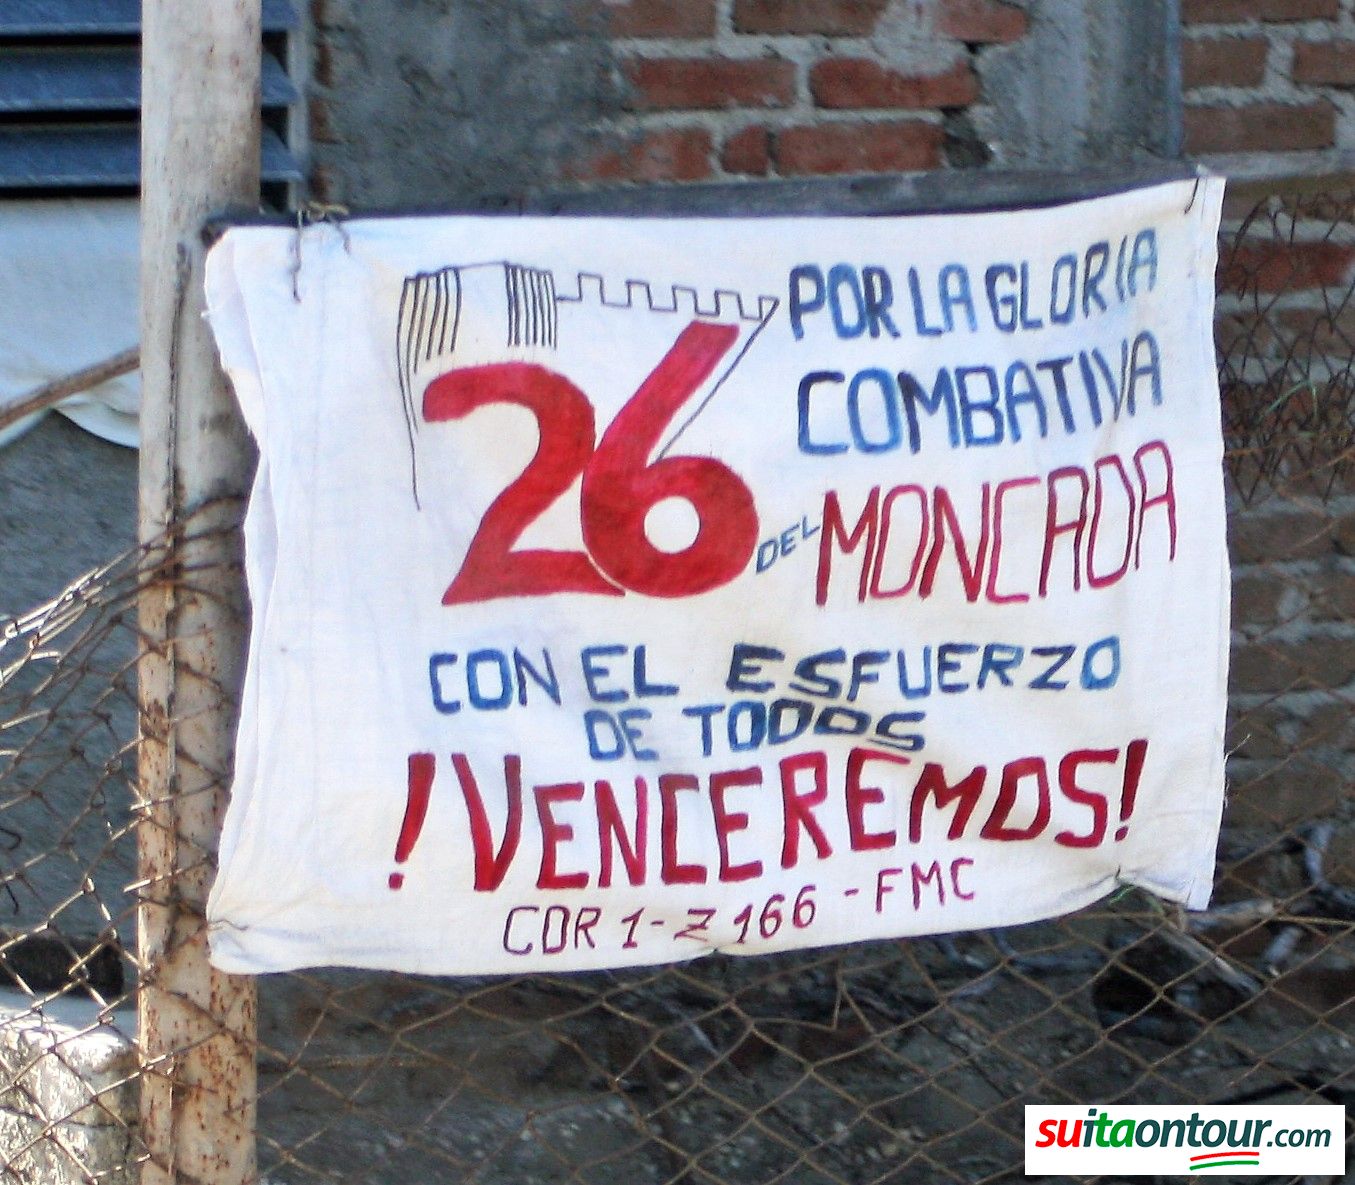 26
POR LA GLORIA
COMBATIVA
DEL MONCADA
CON EL ESFUERZO
DE TODOS
!VENCEREMOS!
CDR 1-Z 166 -FMC
suitaontour.com